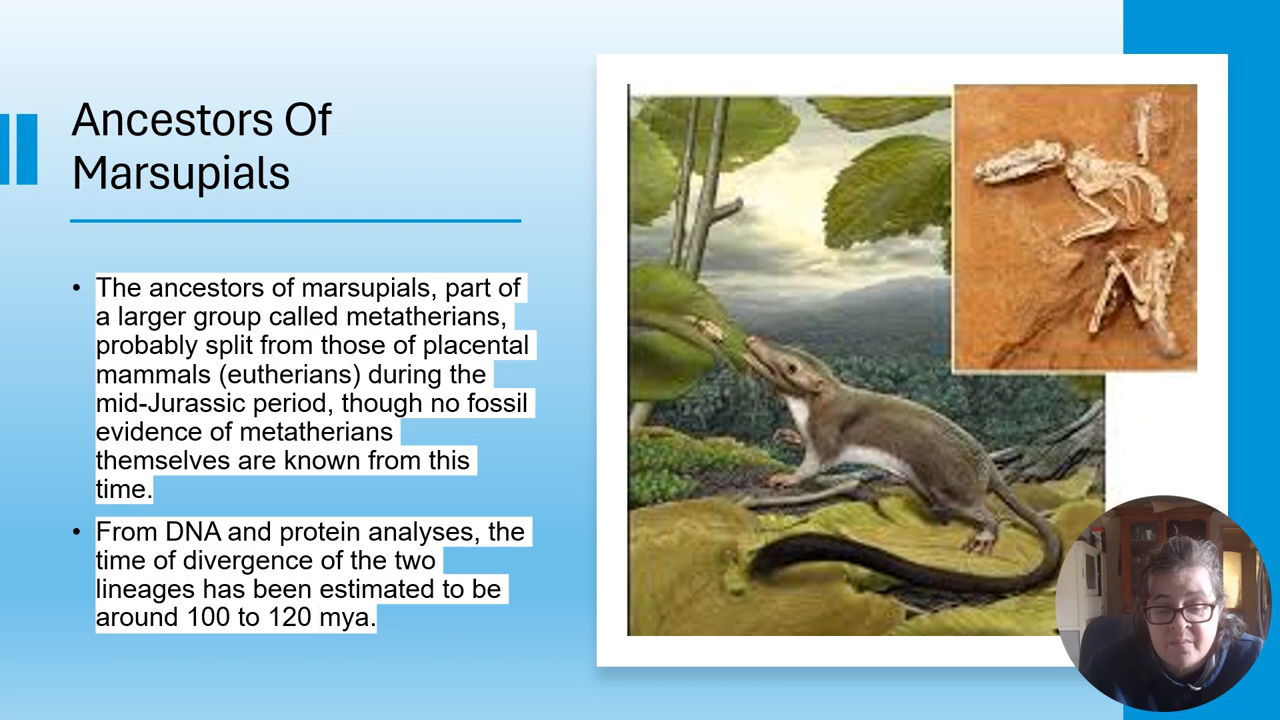 Ancestors Of
Marsupials
• The ancestors of marsupials, part of
a larger group called metatherians,
probably split from those of placental
mammals (eutherians) during the
mid-Jurassic period, though no fossil
evidence of metatherians
themselves are known from this
time.
• From DNA and protein analyses, the
time of divergence of the two
lineages has been estimated to be
around 100 to 120 mya.